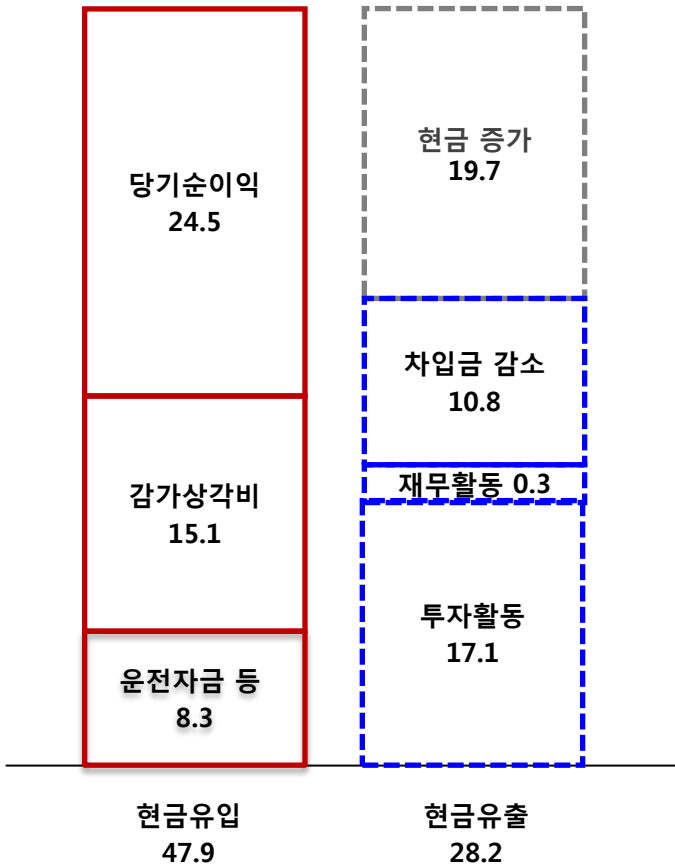 당기순이익
24.5
감가상각비
15.1
운전자금 등
8.3
현금유입
47.9
현금 증가
19.7
차입금 감소
10.8
재무활동 0.3
투자활동
17.1
현금유출
28.2